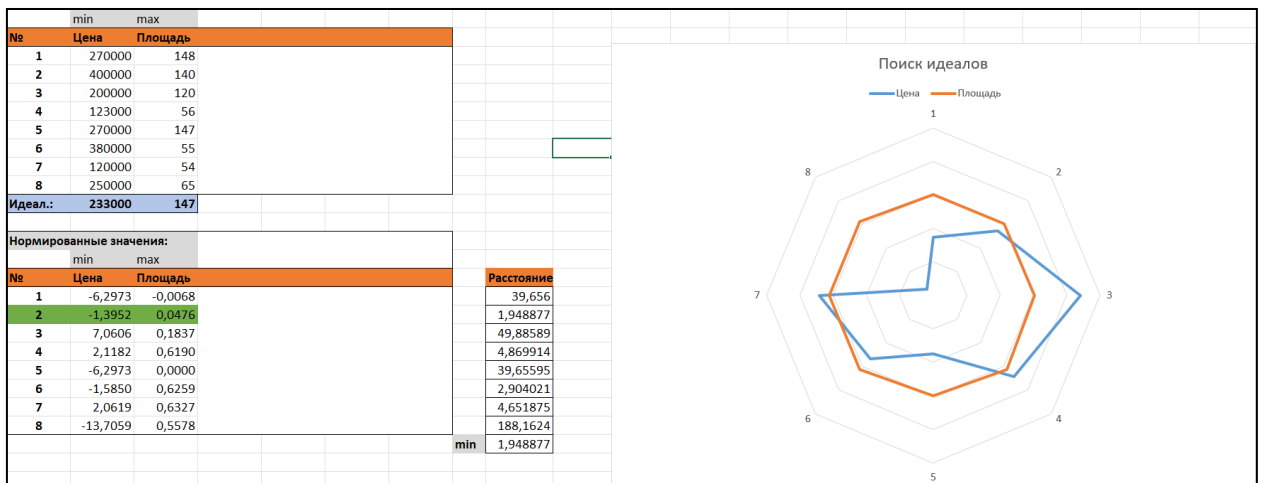 min max
№ Цена Площадь
1 270000 148
2 400000 140
3 200000 120
4 123000 56
5 270000 147
6 380000 55
7 120000 54
8 250000 65
Идеал.: 233000 147
Нормированные значения:
min max
№ Цена Площадь Расстояние
1 -6,2973 -0,0068 39,656
2 -1,3952 0,0476 1,948877
3 7,0606 0,1837 49,88589
4 2,1182 0,6190 4,869914
5 -6,2973 0,0000 39,65595
6 -1,5850 0,6259 2,904021
7 2,0619 0,6327 4,651875
8 -13,7059 0,5578 188,1624
min 1,948877
Поиск идеалов
Цена Площадь
1
2
3
4
5
6
7
8